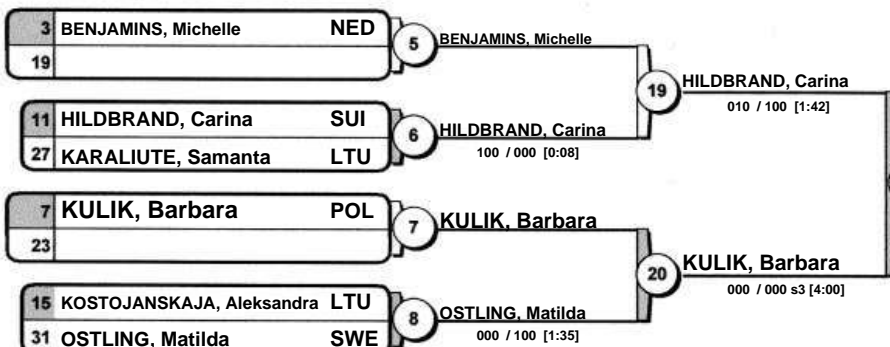 3 BENJAMINS, Michelle NED
19
5
BENJAMINS, Michelle
11 HILDBRAND, Carina SUI
27 KARALIUTE, Samanta LTU
6
HILDBRAND, Carina
100 / 000 [0:08]
19
HILDBRAND, Carina
010 / 100 [1:42]
7 KULIK, Barbara POL
23
7
KULIK, Barbara
15 KOSTOJANSKAJA, Aleksandra LTU
31 OSTLING, Matilda SWE
8
OSTLING, Matilda
000 / 100 [1:35]
20
KULIK, Barbara
000 / 000 s3 [4:00]